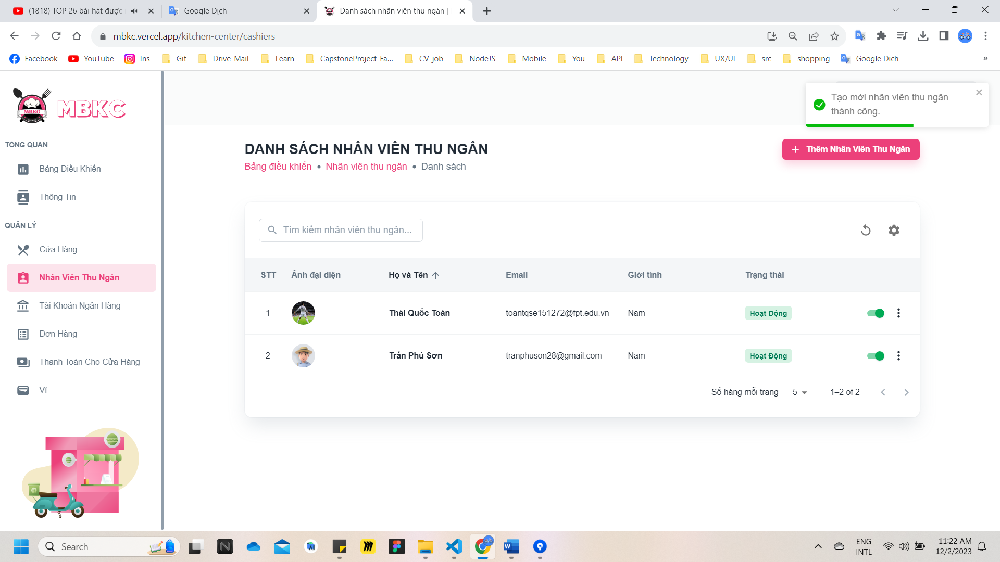 (1818) TOP 26 bài hát được
Google Dịch
Danh sách nhân viên thu ngân |
mbkc.vercel.app/kitchen-center/cashiers
Facebook
YouTube
Ins
Git
Drive-Mail
Learn
CapstoneProject-Fa...
CV_job
NodeJS
Mobile
You
API
Technology
UX/UI
src
shopping
Google Dịch
»
MBKC
MBKC
TỔNG QUAN
Bảng Điều Khiển
Thông Tin
QUẢN LÝ
Cửa Hàng
Nhân Viên Thu Ngân
Tài Khoản Ngân Hàng
Đơn Hàng
Thanh Toán Cho Cửa Hàng
Ví
Tạo mới nhân viên thu ngân
thành công.
DANH SÁCH NHÂN VIÊN THU NGÂN
Bảng điều khiển • Nhân viên thu ngân • Danh sách
+ Thêm Nhân Viên Thu Ngân
Tìm kiếm nhân viên thu ngân...
STT Ảnh đại diện Họ và Tên Email Giới tính Trạng thái
1 Thái Quốc Toàn toantqse151272@fpt.edu.vn Nam Hoạt Động
2 Trần Phú Sơn tranphuson28@gmail.com Nam Hoạt Động
Số hàng mỗi trang 5 1–2 of 2
Search
ENG
INTL
11:22 AM
12/2/2023